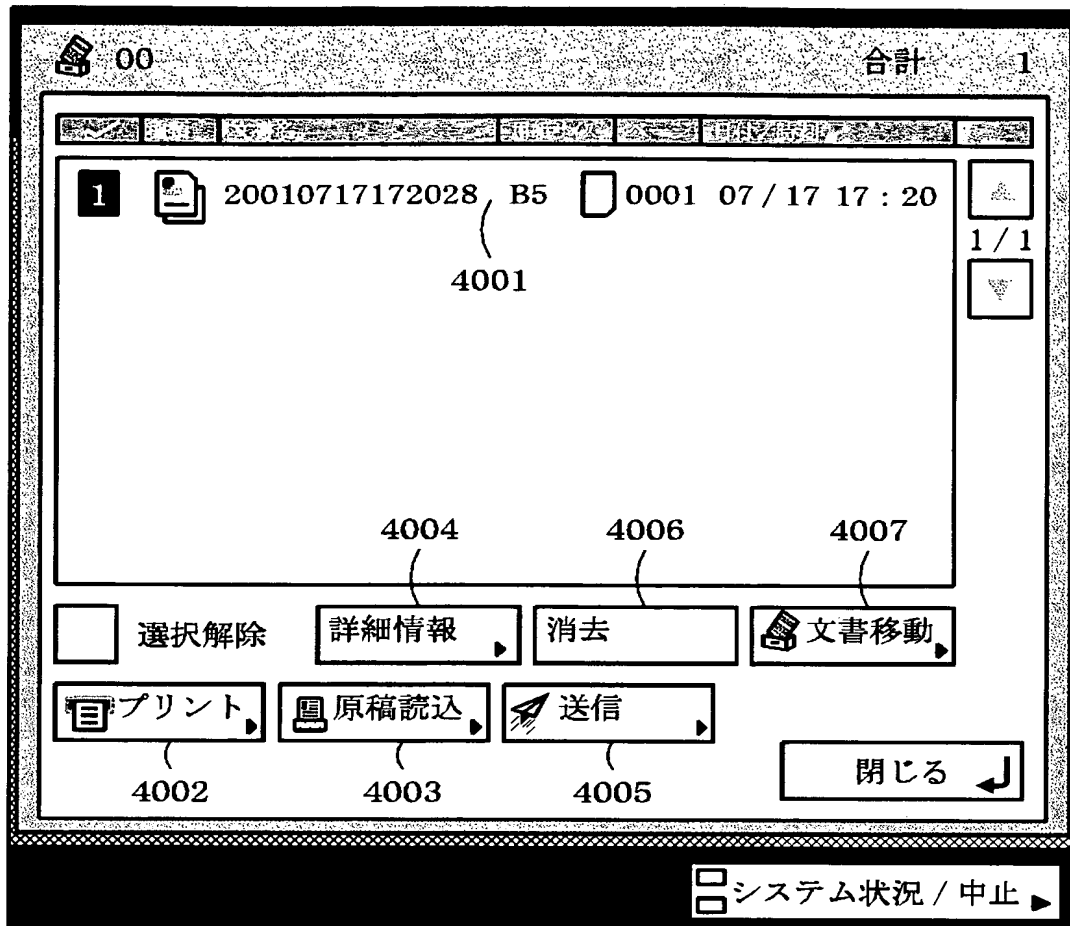 00 合計 1
1 20010717172028 B5 0001 07/17 17:20
1/1
4001
4004 4006 4007
選択解除 詳細情報 消去 文書移動
プリント 原稿読込 送信
4002 4003 4005
閉じる
システム状況/中止